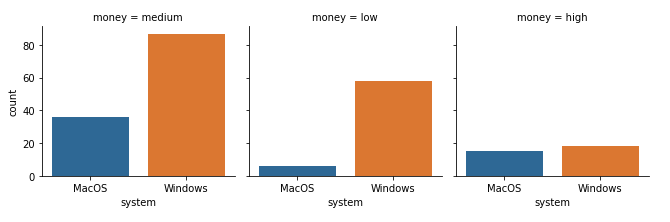 money = medium
money = low
money = high
count
80
60
40
20
0
MacOS
Windows
MacOS
Windows
MacOS
Windows
system
system
system